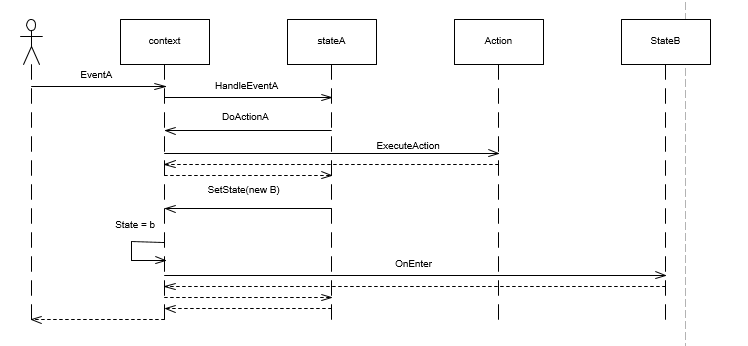 context
stateA
Action
StateB
EventA
HandleEventA
DoActionA
ExecuteAction
SetState(new B)
State = b
OnEnter